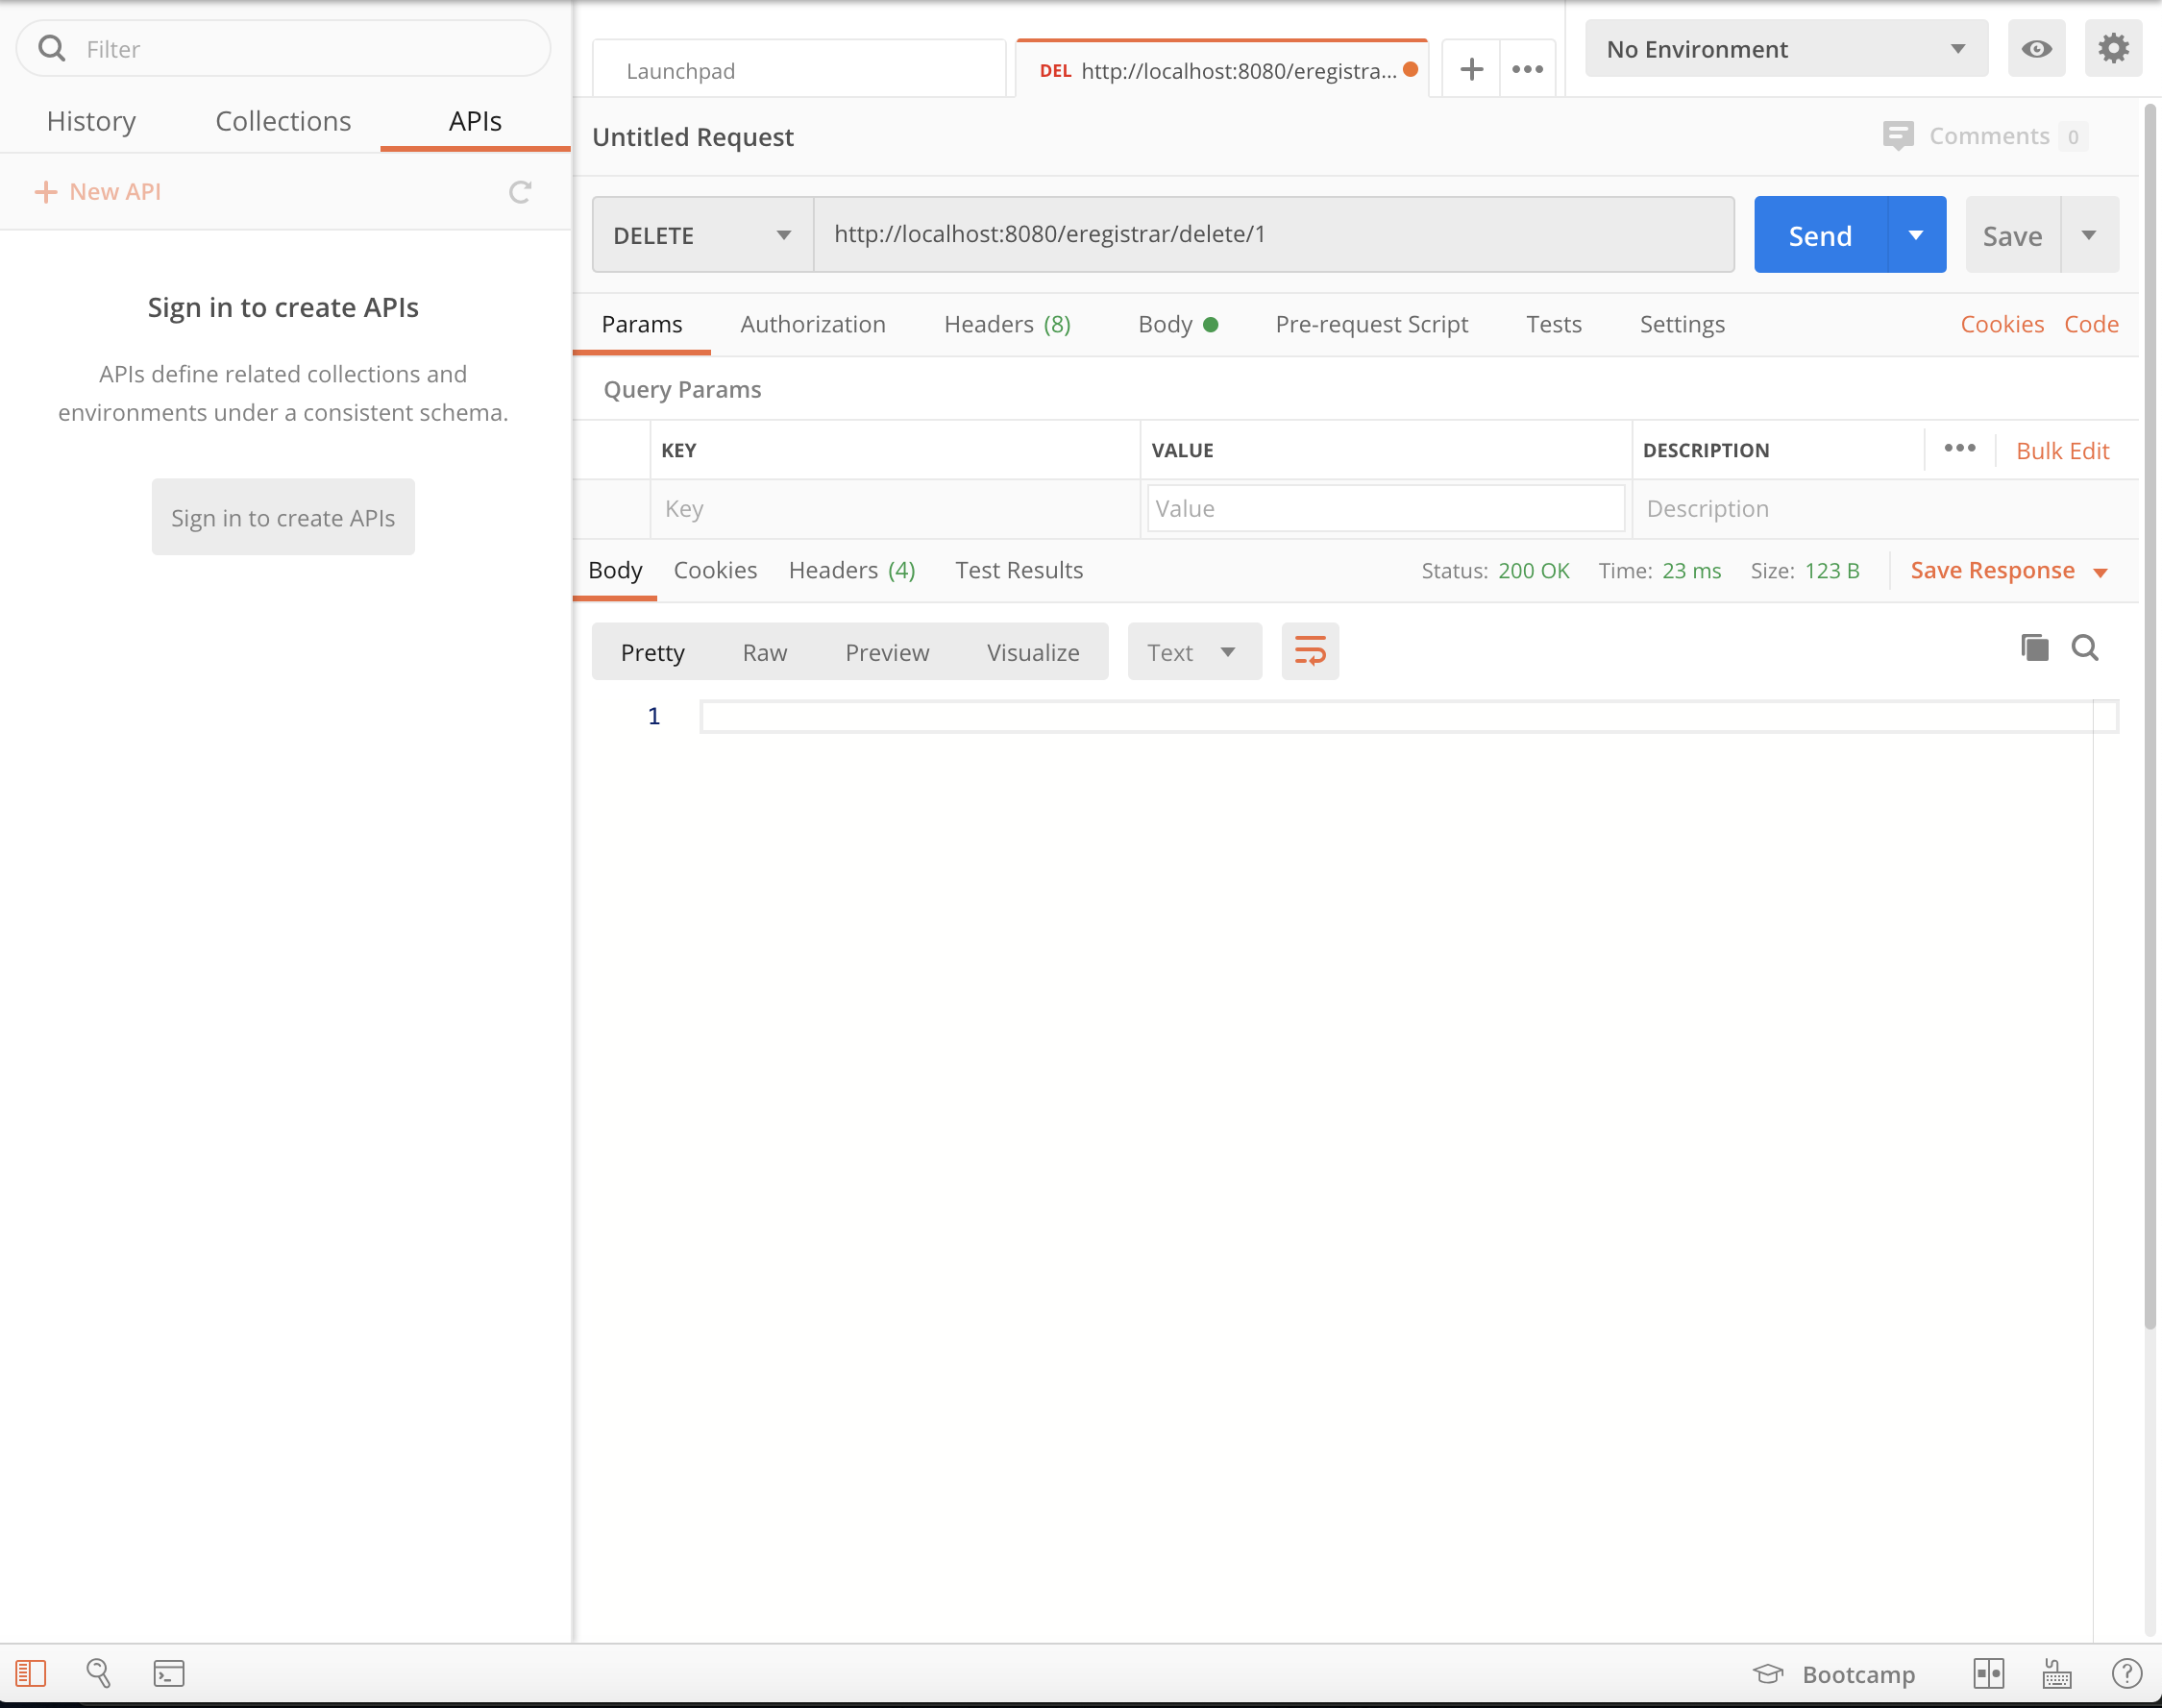 Filter
History Collections APIs
New API
Sign in to create APIs
APIs define related collections and
environments under a consistent schema.
Sign in to create APIs
Launchpad
DEL http://localhost:8080/eregistra...
No Environment
Untitled Request
Comments 0
DELETE
http://localhost:8080/eregistrar/delete/1
Send
Save
Params Authorization Headers (8) Body Pre-request Script Tests Settings Cookies Code
Query Params
KEY VALUE DESCRIPTION Bulk Edit
Key Value Description
Body Cookies Headers (4) Test Results Status: 200 OK Time: 23 ms Size: 123 B Save Response
Pretty Raw Preview Visualize Text
1
Bootcamp